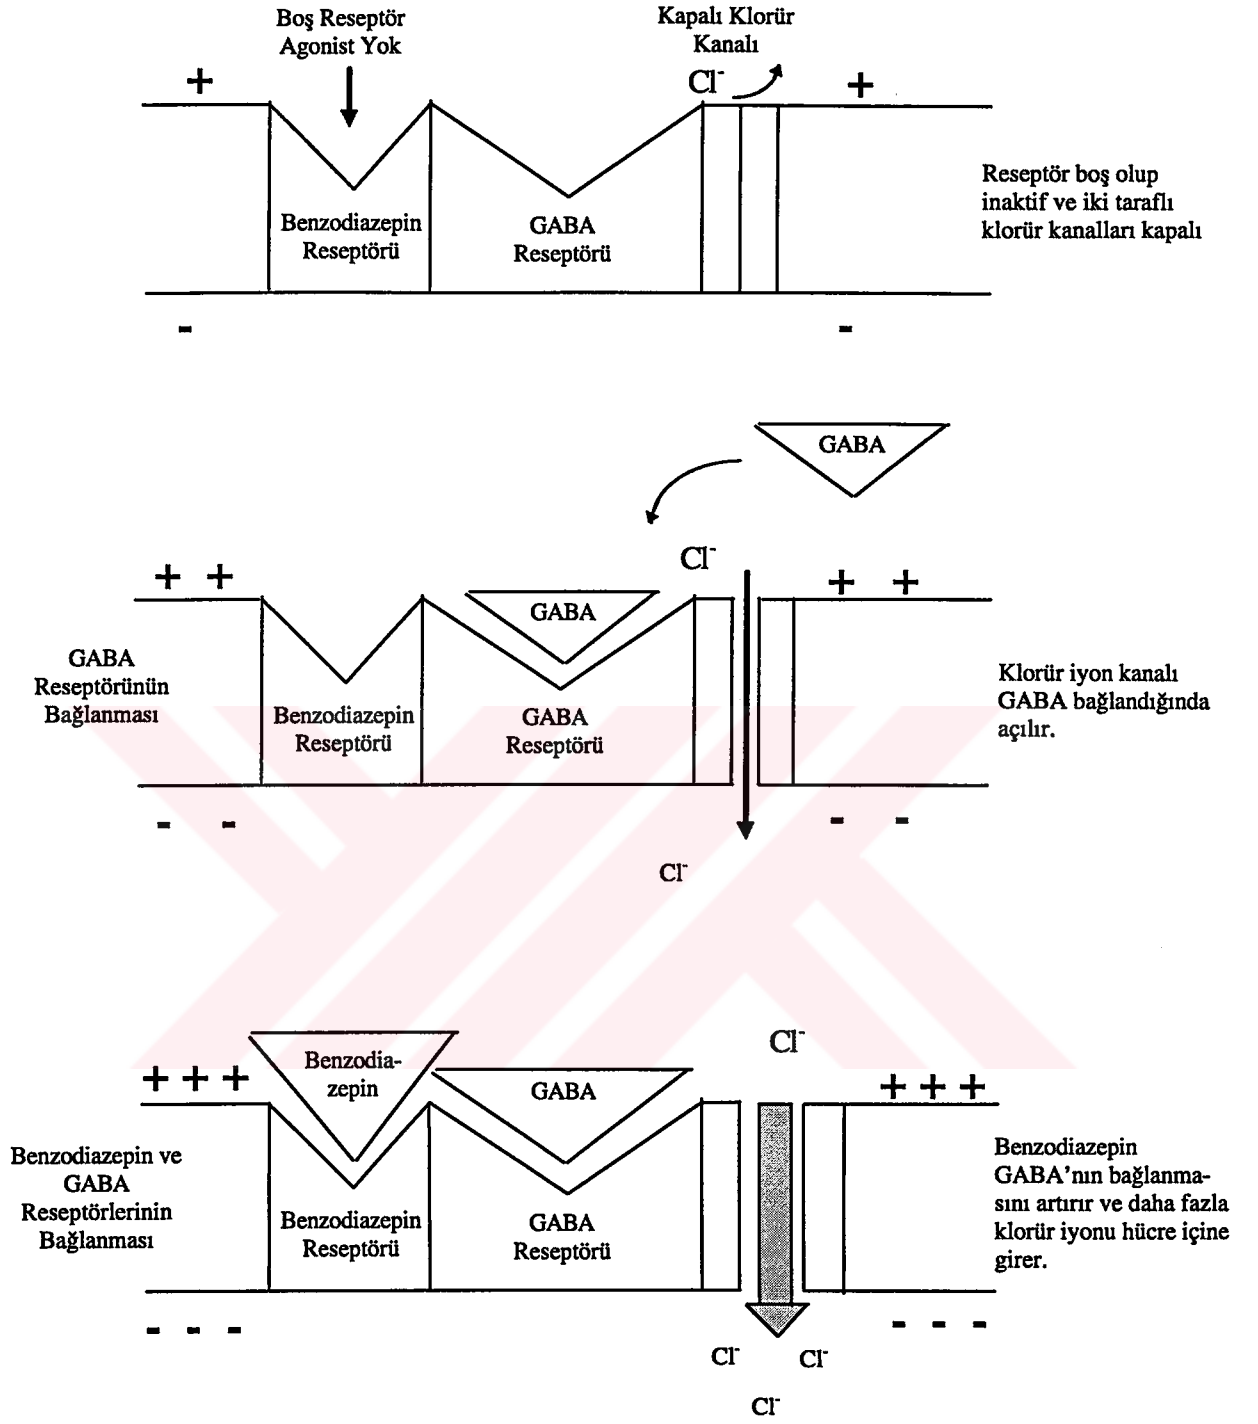 Boş Reseptör
Agonist Yok
Kapalı Klorür
Kanalı
+
Cl⁻
+
Benzodiazepin
Reseptörü
GABA
Reseptörü
Reseptör boş olup
inaktif ve iki taraflı
klorür kanalları kapalı
-
-
GABA
Cl⁻
+ +
+ +
GABA
GABA
Reseptörünün
Bağlanması
Benzodiazepin
Reseptörü
GABA
Reseptörü
Klorür iyon kanalı
GABA bağlandığında
açılır.
- -
- -
Cl⁻
Cl⁻
+ + +
Benzodia-
zepin
GABA
+ + +
Benzodiazepin ve
GABA
Reseptörlerinin
Bağlanması
Benzodiazepin
Reseptörü
GABA
Reseptörü
Benzodiazepin
GABA’nın bağlanma-
sını artırır ve daha fazla
klorür iyonu hücre içine
girer.
- - -
- - -
Cl⁻
Cl⁻
Cl⁻